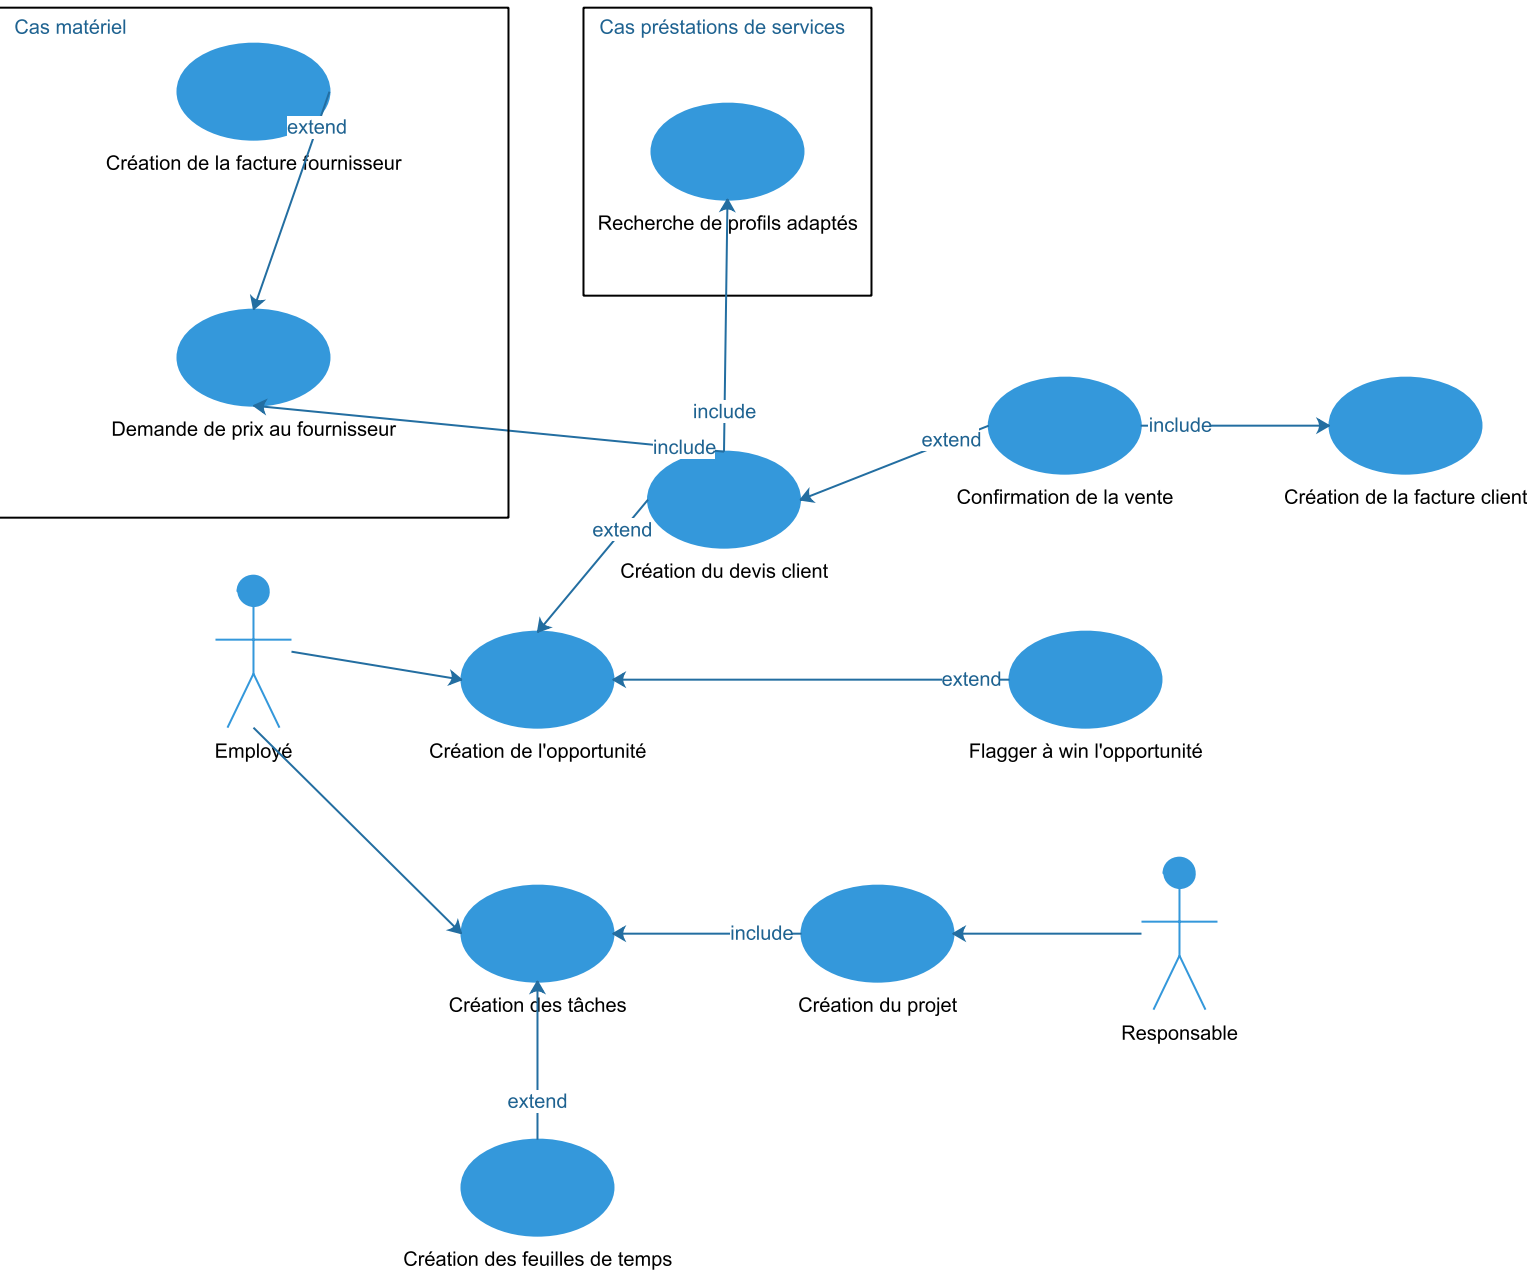 Cas matériel
Cas préstations de services
extend
Création de la facture fournisseur
Recherche de profils adaptés
include
Demande de prix au fournisseur
include
extend
include
Confirmation de la vente
Création de la facture client
extend
Création du devis client
Employé
Création de l'opportunité
extend
Flagger à win l'opportunité
include
Création des tâches
Création du projet
Responsable
extend
Création des feuilles de temps